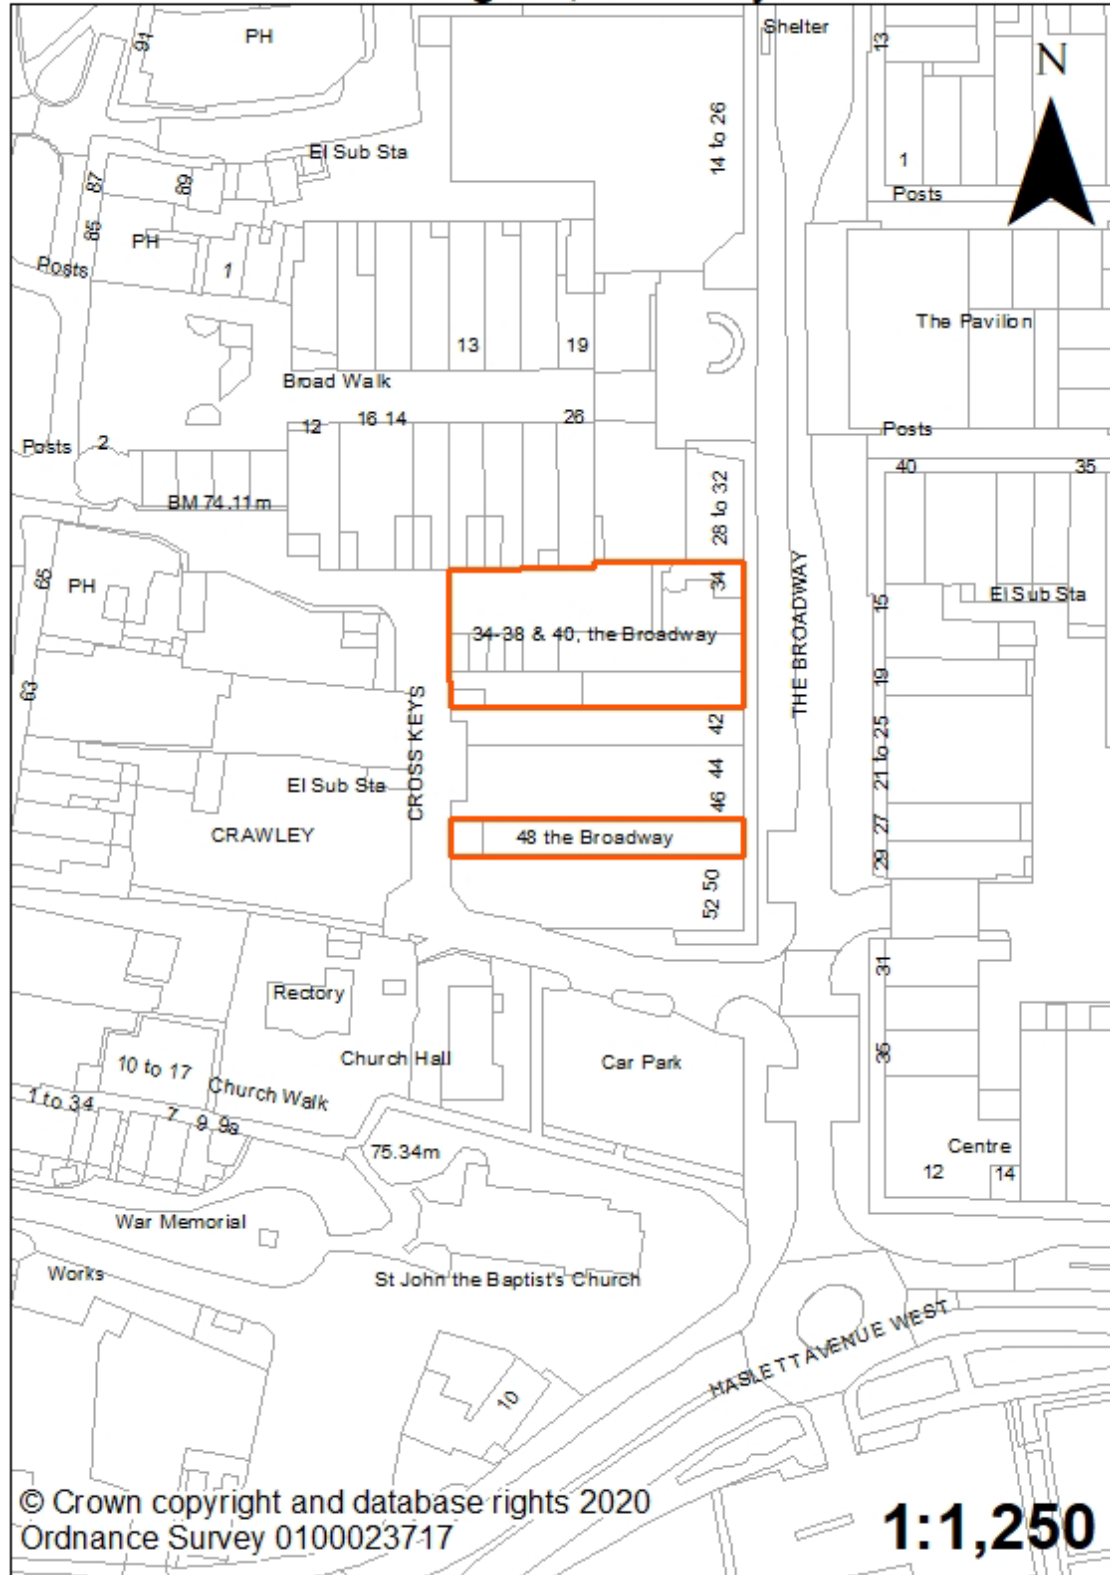 Shelter
PH
91
13
N
14 to 26
El Sub Sta
1
Posts
87
89
85
PH
Posts
1
The Pavilion
13
19
Broad Walk
12
16 14
26
Posts
2
Posts
40
35
BM 74.11m
28 to 32
65
PH
34
El Sub Sta
15
34-38 & 40, the Broadway
THE BROADWAY
63
19
CROSS KEYS
42
21 to 25
44
El Sub Sta
46
CRAWLEY
48 the Broadway
27
29
50
52
31
Rectory
Church Hall
Car Park
35
10 to 17
Church Walk
1 to 34
7
9
9a
75.34m
Centre
12
14
War Memorial
Works
St John the Baptist's Church
HASLETT AVENUE WEST
10
© Crown copyright and database rights 2020
Ordnance Survey 0100023717
1:1,250